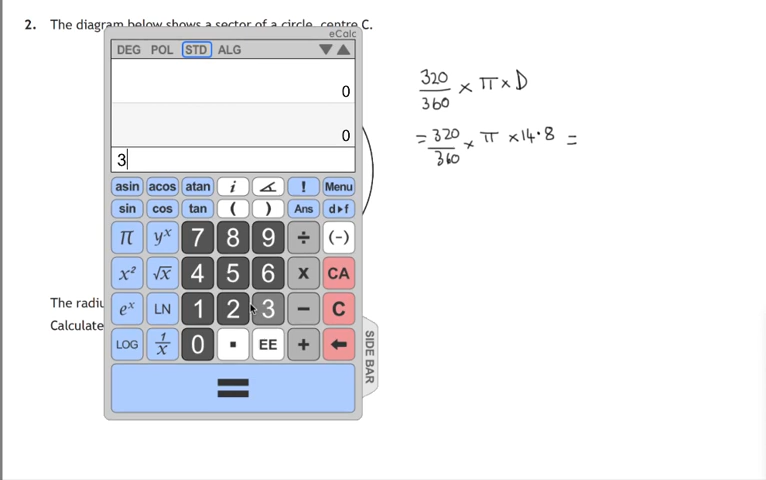 2. The diagram below shows a sector of a circle, centre C.
eCalc
DEG POL STD ALG
0
0
3
asin acos atan i ∠ ! Menu
sin cos tan ( ) Ans d▸f
π yˣ 7 8 9 ÷ (-)
x² √x 4 5 6 x CA
eˣ LN 1 2 3 − C
LOG 1/x 0 . EE + ←
=
SIDE BAR
The radiu
Calculate
320/360 × π × D
= 320/360 × π × 14.8 =